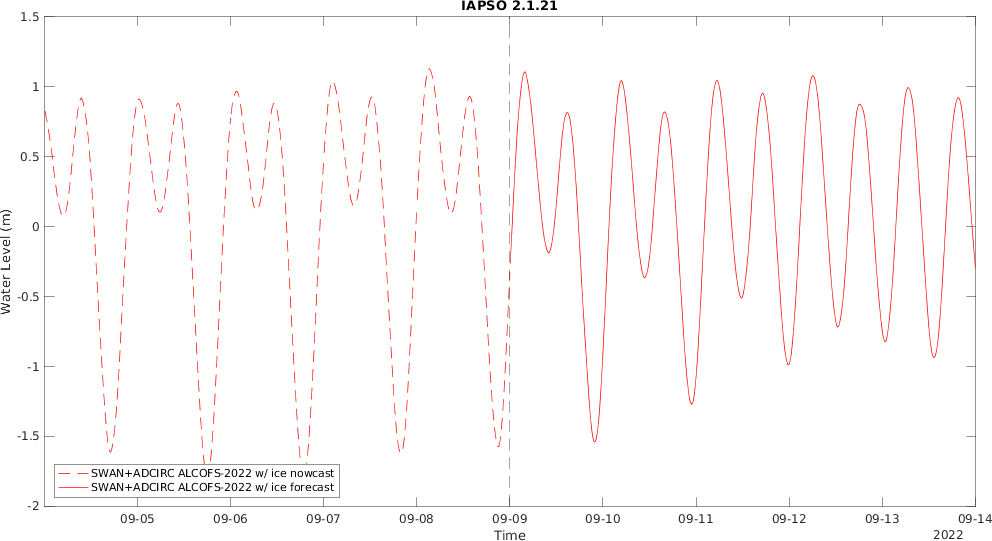 IAPSO 2.1.21
1.5
1
0.5
0
-0.5
-1
-1.5
-2
Water Level (m)
SWAN+ADCIRC ALCOFS-2022 w/ ice nowcast
SWAN+ADCIRC ALCOFS-2022 w/ ice forecast
09-05 09-06 09-07 09-08 09-09 09-10 09-11 09-12 09-13 09-14
Time
2022